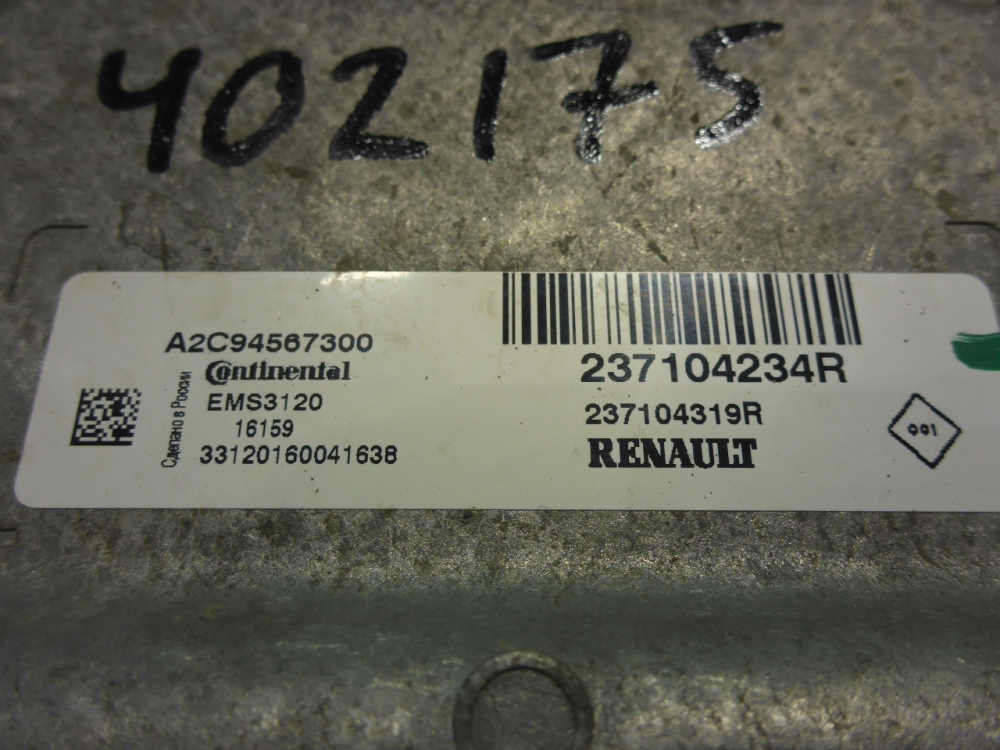 402175
A2C94567300
Continental
EMS3120
16159
33120160041638
Сделано в России
237104234R
237104319R
RENAULT
001